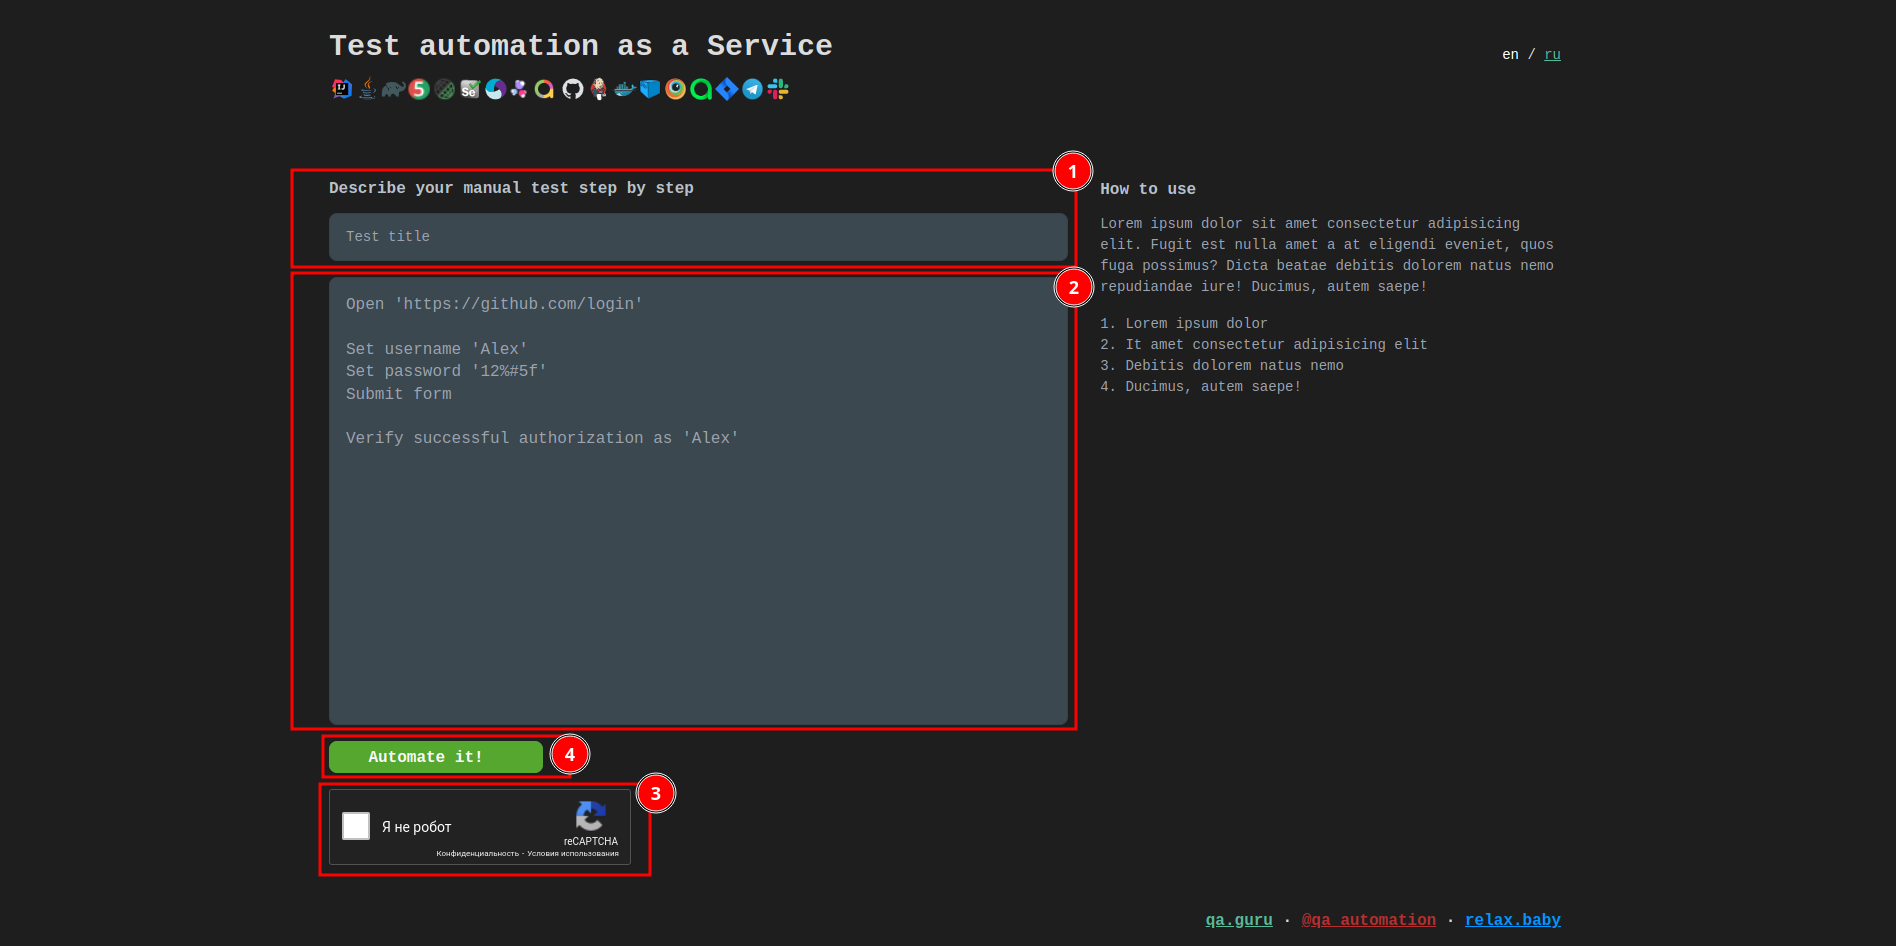 Test automation as a Service
en / ru
IJ
5
Se
1
Describe your manual test step by step
Test title
2
Open 'https://github.com/login'
Set username 'Alex'
Set password '12%#5f'
Submit form
Verify successful authorization as 'Alex'
How to use
Lorem ipsum dolor sit amet consectetur adipisicing
elit. Fugit est nulla amet a at eligendi eveniet, quos
fuga possimus? Dicta beatae debitis dolorem natus nemo
repudiandae iure! Ducimus, autem saepe!
1. Lorem ipsum dolor
2. It amet consectetur adipisicing elit
3. Debitis dolorem natus nemo
4. Ducimus, autem saepe!
Automate it!
4
3
Я не робот
reCAPTCHA
Конфиденциальность - Условия использования
qa.guru · @qa_automation · relax.baby